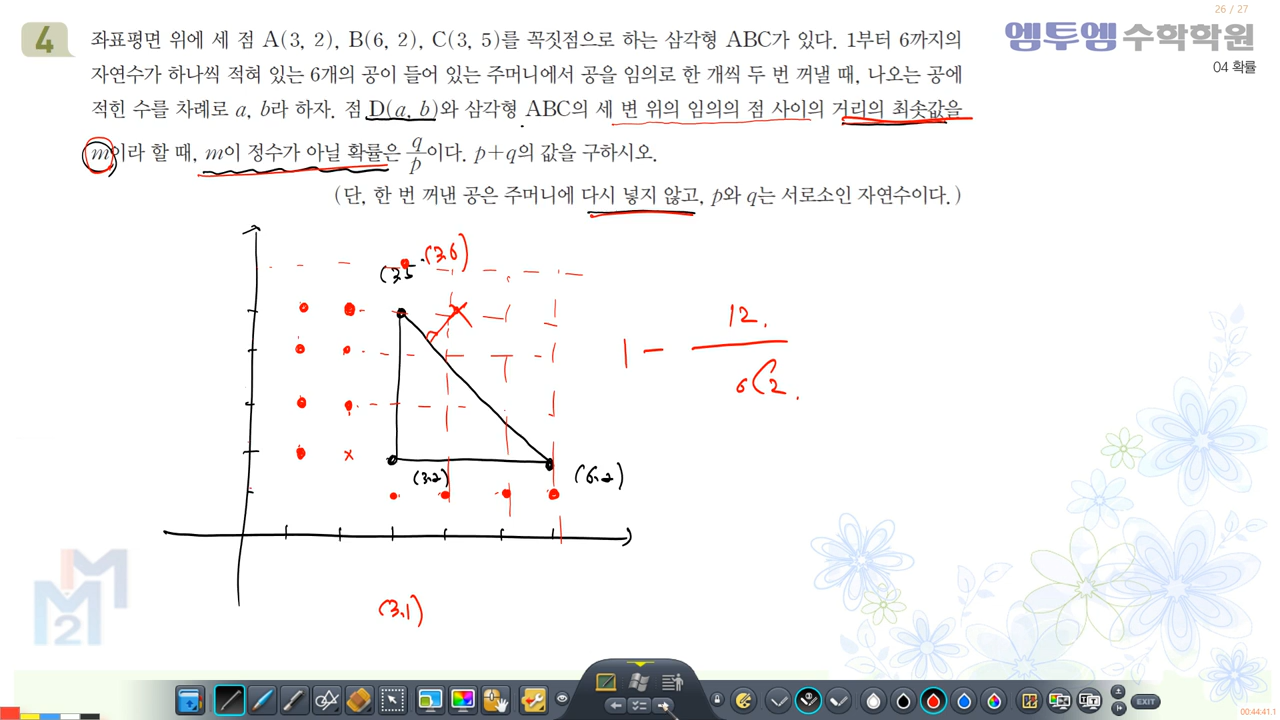 26 / 27
엠투엠수학학원
04 확률
4 좌표평면 위에 세 점 A(3, 2), B(6, 2), C(3, 5)를 꼭짓점으로 하는 삼각형 ABC가 있다. 1부터 6까지의
자연수가 하나씩 적혀 있는 6개의 공이 들어 있는 주머니에서 공을 임의로 한 개씩 두 번 꺼낼 때, 나오는 공에
적힌 수를 차례로 a, b라 하자. 점 D(a, b)와 삼각형 ABC의 세 변 위의 임의의 점 사이의 거리의 최솟값을
m이라 할 때, m이 정수가 아닐 확률은 q/p이다. p+q의 값을 구하시오.
(단, 한 번 꺼낸 공은 주머니에 다시 넣지 않고, p와 q는 서로소인 자연수이다.)
(3.6)
(3.5
12.
1 -
6C2.
(3.2)
(6.2)
(3.1)
M2M
EXIT
00:44:41.1